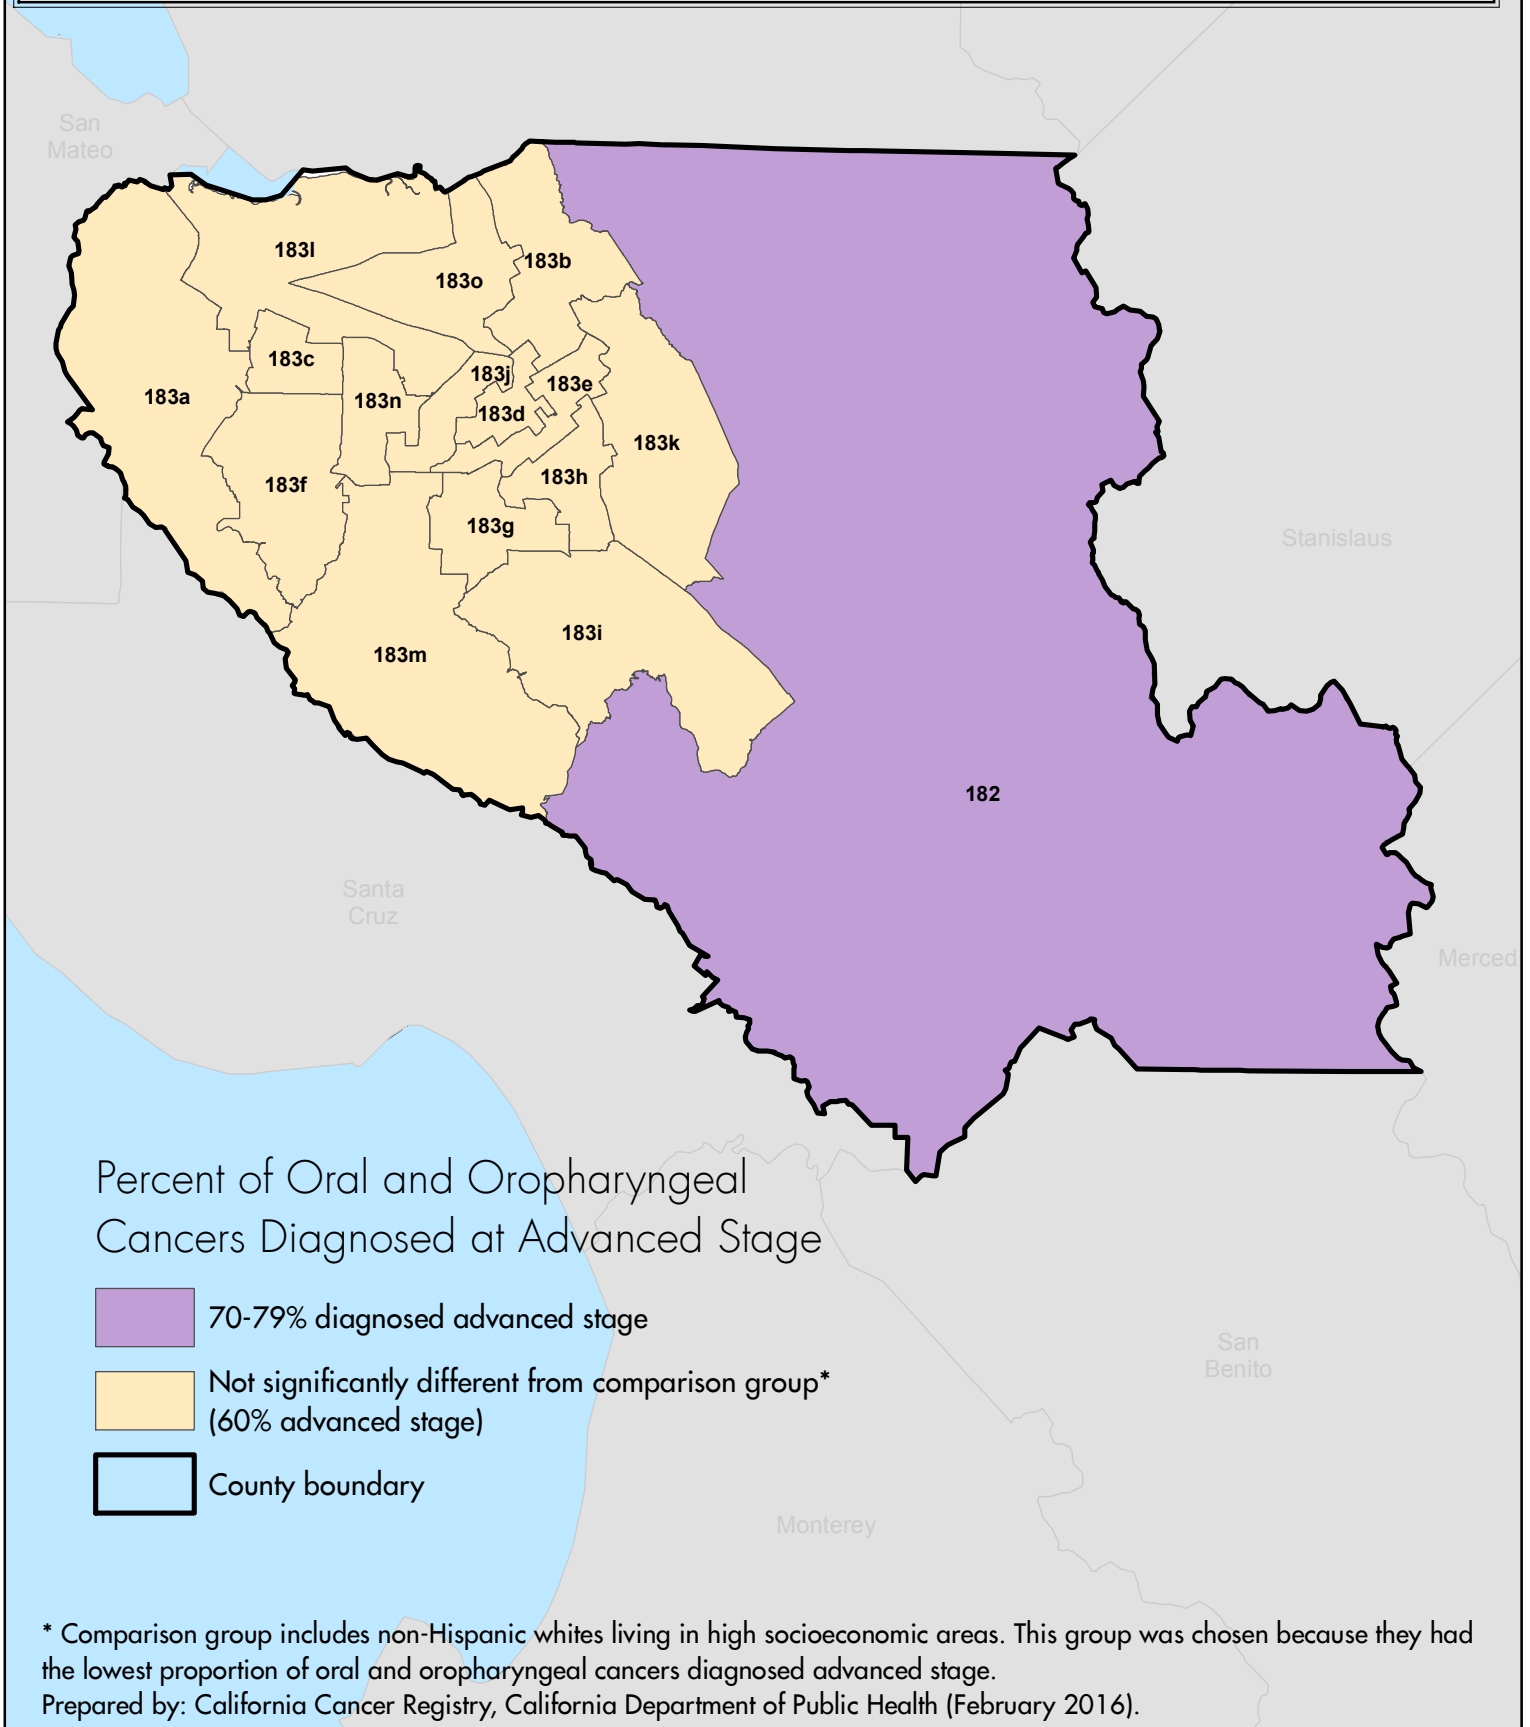 San
Mateo
183l
183b
183o
183c
183j
183e
183a
183n
183d
183k
183h
183f
183g
Stanislaus
183i
183m
182
Santa
Cruz
Merced
Percent of Oral and Oropharyngeal
Cancers Diagnosed at Advanced Stage
70-79% diagnosed advanced stage
San
Benito
Not significantly different from comparison group*
(60% advanced stage)
County boundary
Monterey
* Comparison group includes non-Hispanic whites living in high socioeconomic areas. This group was chosen because they had
the lowest proportion of oral and oropharyngeal cancers diagnosed advanced stage.
Prepared by: California Cancer Registry, California Department of Public Health (February 2016).